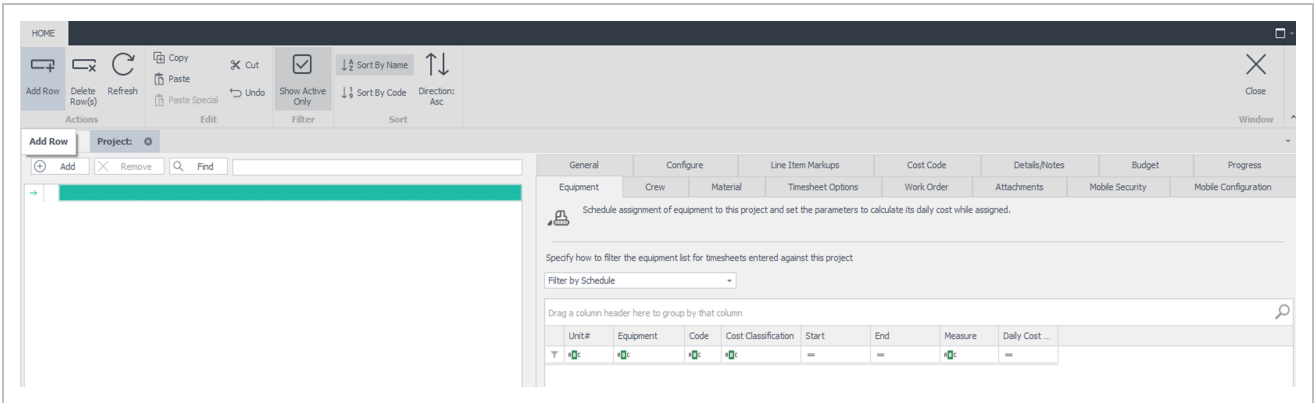 HOME
Add Row
Delete Row(s)
Refresh
Copy
Paste
Paste Special
Cut
Undo
Show Active Only
Sort By Name
Sort By Code
Direction: Asc
Close
Actions
Edit
Filter
Sort
Window
Add Row
Project:
Add
Remove
Find
General
Configure
Line Item Markups
Cost Code
Details/Notes
Budget
Progress
Equipment
Crew
Material
Timesheet Options
Work Order
Attachments
Mobile Security
Mobile Configuration
Schedule assignment of equipment to this project and set the parameters to calculate its daily cost while assigned.
Specify how to filter the equipment list for timesheets entered against this project
Filter by Schedule
Drag a column header here to group by that column
Unit#
Equipment
Code
Cost Classification
Start
End
Measure
Daily Cost ...